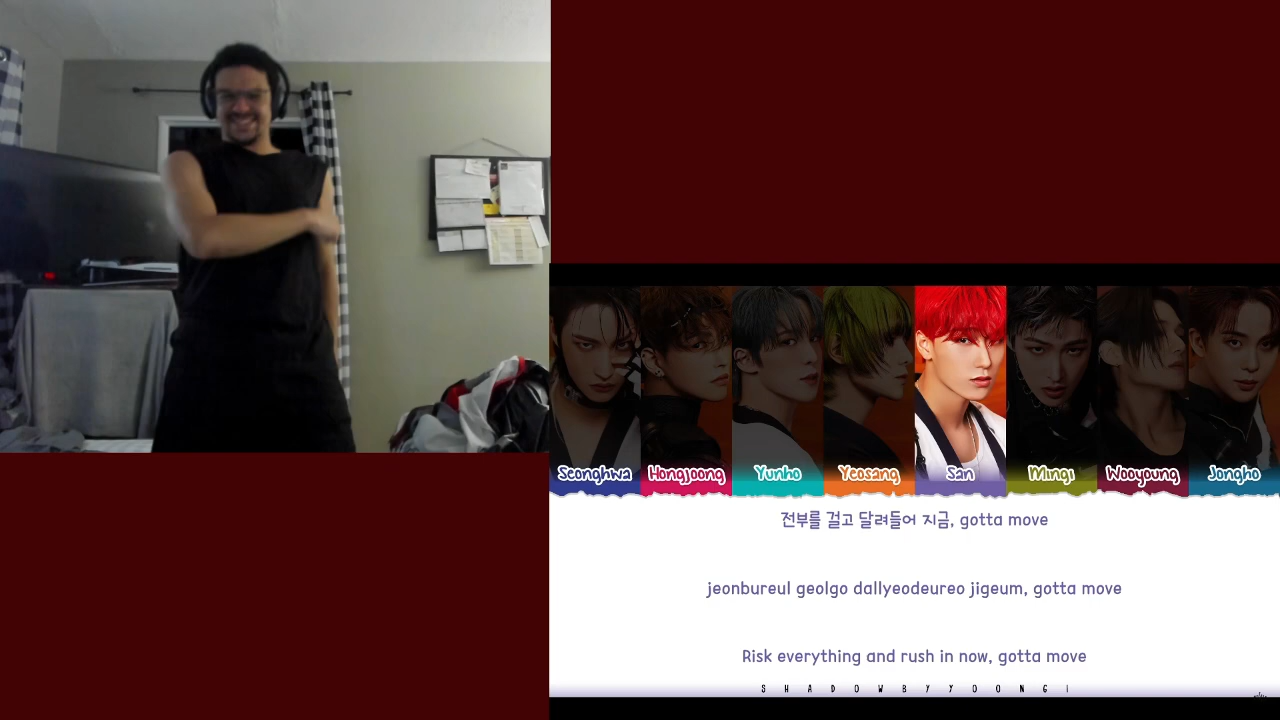 Seonghwa Hongjoong Yunho Yeosang San Mingi Wooyoung Jongho
전부를 걸고 달려들어 지금, gotta move
jeonbureul geolgo dallyeodeureo jigeum, gotta move
Risk everything and rush in now, gotta move
SHADOWBYYOONGI